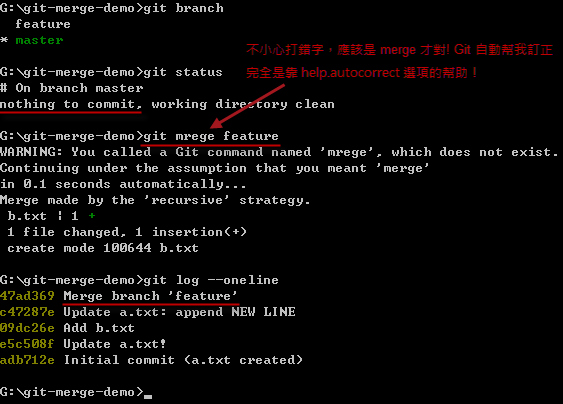 G:\git-merge-demo>git branch
  feature
* master
不小心打錯字，應該是 merge 才對! Git 自動幫我訂正
完全是靠 help.autocorrect 選項的幫助！
G:\git-merge-demo>git status
# On branch master
nothing to commit, working directory clean
G:\git-merge-demo>git mrege feature
WARNING: You called a Git command named 'mrege', which does not exist.
Continuing under the assumption that you meant 'merge'
in 0.1 seconds automatically...
Merge made by the 'recursive' strategy.
 b.txt | 1 +
 1 file changed, 1 insertion(+)
 create mode 100644 b.txt
G:\git-merge-demo>git log --oneline
47ad369 Merge branch 'feature'
c47287e Update a.txt: append NEW LINE
09dc26e Add b.txt
e5c508f Update a.txt!
adb712e Initial commit (a.txt created)
G:\git-merge-demo>_